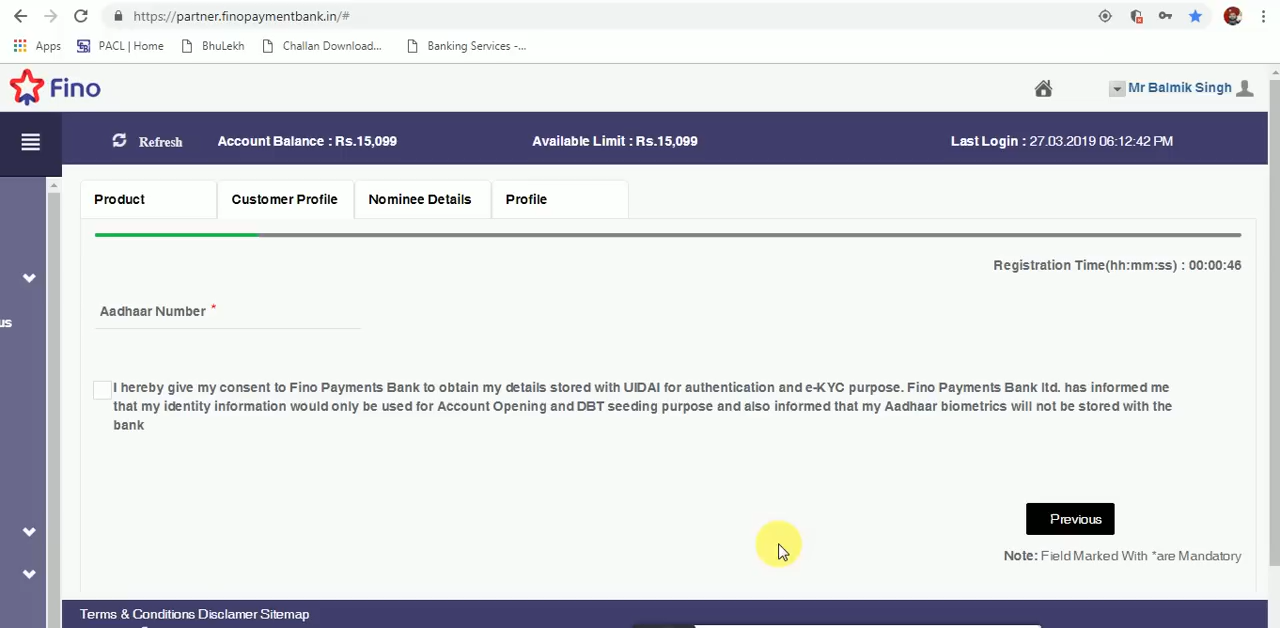 https://partner.finopaymentbank.in/#
Apps PACL | Home BhuLekh Challan Download... Banking Services -...
Fino Mr Balmik Singh
Refresh Account Balance : Rs.15,099 Available Limit : Rs.15,099 Last Login : 27.03.2019 06:12:42 PM
Product Customer Profile Nominee Details Profile
Registration Time(hh:mm:ss) : 00:00:46
Aadhaar Number *
us
I hereby give my consent to Fino Payments Bank to obtain my details stored with UIDAI for authentication and e-KYC purpose. Fino Payments Bank ltd. has informed me
that my identity information would only be used for Account Opening and DBT seeding purpose and also informed that my Aadhaar biometrics will not be stored with the
bank
Previous
Note: Field Marked With *are Mandatory
Terms & Conditions Disclamer Sitemap